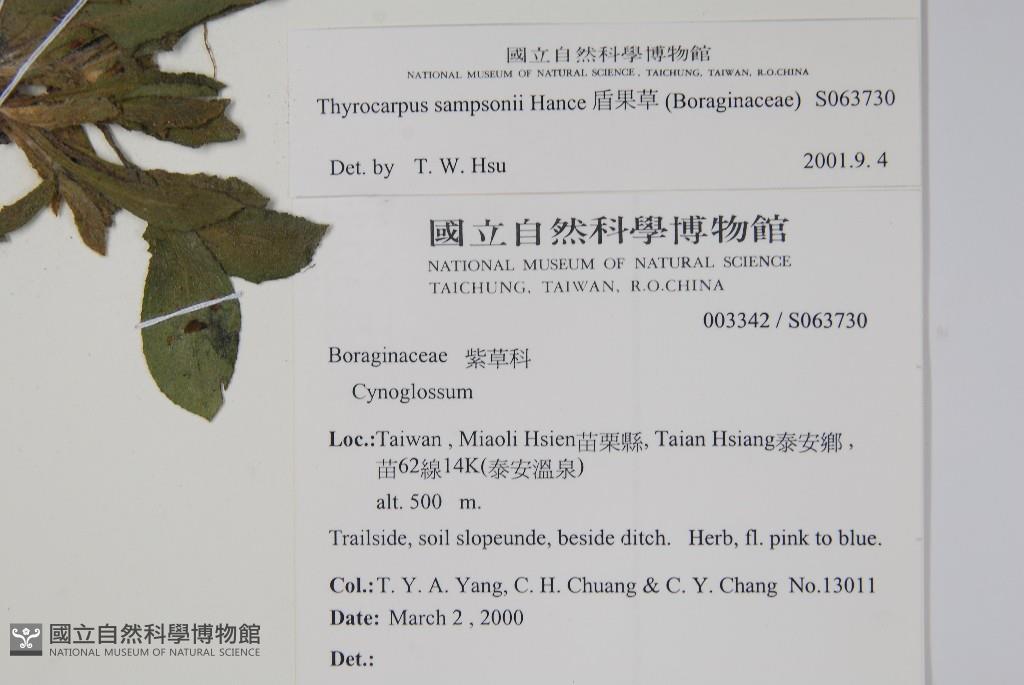 國立自然科學博物館
NATIONAL MUSEUM OF NATURAL SCIENCE, TAICHUNG, TAIWAN, R.O.CHINA
Thyrocarpus sampsonii Hance 盾果草 (Boraginaceae) S063730
Det. by T. W. Hsu 2001.9. 4
國立自然科學博物館
NATIONAL MUSEUM OF NATURAL SCIENCE
TAICHUNG, TAIWAN, R.O.CHINA
003342 / S063730
Boraginaceae 紫草科
Cynoglossum
Loc.:Taiwan , Miaoli Hsien苗栗縣, Taian Hsiang泰安鄉 ,
苗62線14K(泰安溫泉)
alt. 500 m.
Trailside, soil slopeunde, beside ditch. Herb, fl. pink to blue.
Col.:T. Y. A. Yang, C. H. Chuang & C. Y. Chang No.13011
Date: March 2 , 2000
Det.:
國立自然科學博物館
NATIONAL MUSEUM OF NATURAL SCIENCE